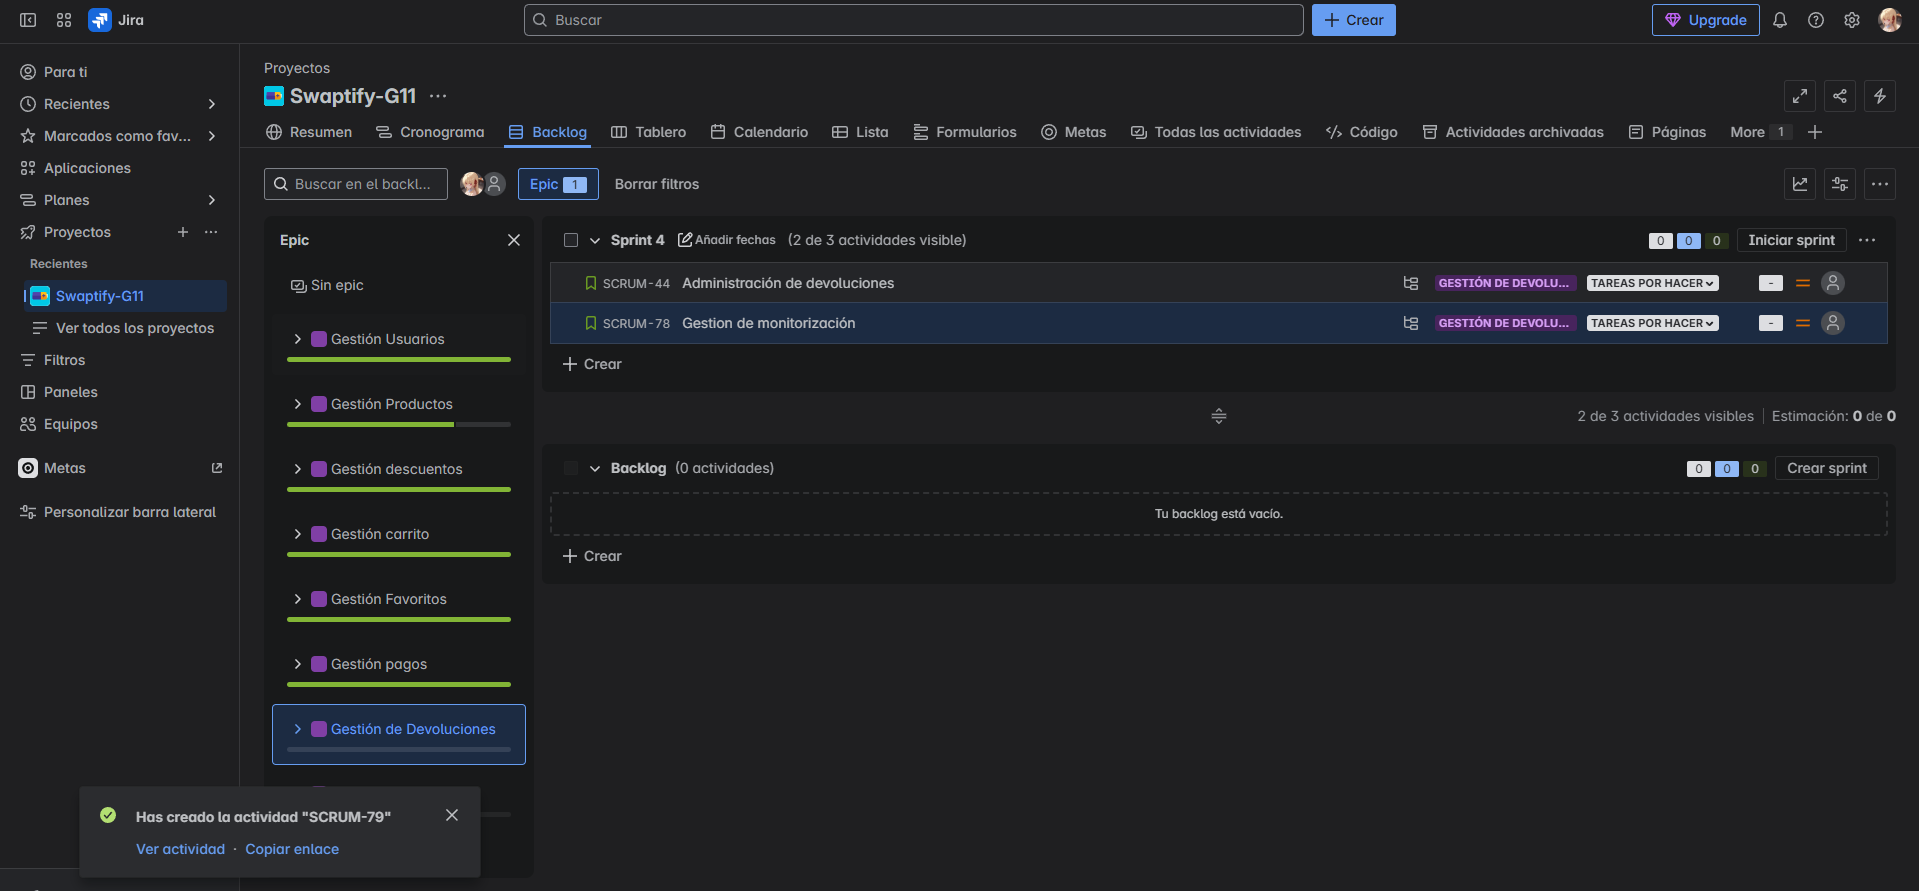 Jira
Buscar
Crear
Upgrade
Para ti
Recientes
Marcados como fav...
Aplicaciones
Planes
Proyectos
Recientes
Swaptify-G11
Ver todos los proyectos
Filtros
Paneles
Equipos
Metas
Personalizar barra lateral
Proyectos
Swaptify-G11
Resumen
Cronograma
Backlog
Tablero
Calendario
Lista
Formularios
Metas
Todas las actividades
Código
Actividades archivadas
Páginas
More 1
Buscar en el backl...
Epic 1
Borrar filtros
Epic
Sin epic
Gestión Usuarios
Gestión Productos
Gestión descuentos
Gestión carrito
Gestión Favoritos
Gestión pagos
Gestión de Devoluciones
Sprint 4 Añadir fechas (2 de 3 actividades visible)
0 0 0 Iniciar sprint
SCRUM-44 Administración de devoluciones GESTIÓN DE DEVOLU... TAREAS POR HACER -
SCRUM-78 Gestion de monitorización GESTIÓN DE DEVOLU... TAREAS POR HACER -
Crear
2 de 3 actividades visibles Estimación: 0 de 0
Backlog (0 actividades)
0 0 0 Crear sprint
Tu backlog está vacío.
Crear
Has creado la actividad "SCRUM-79"
Ver actividad · Copiar enlace